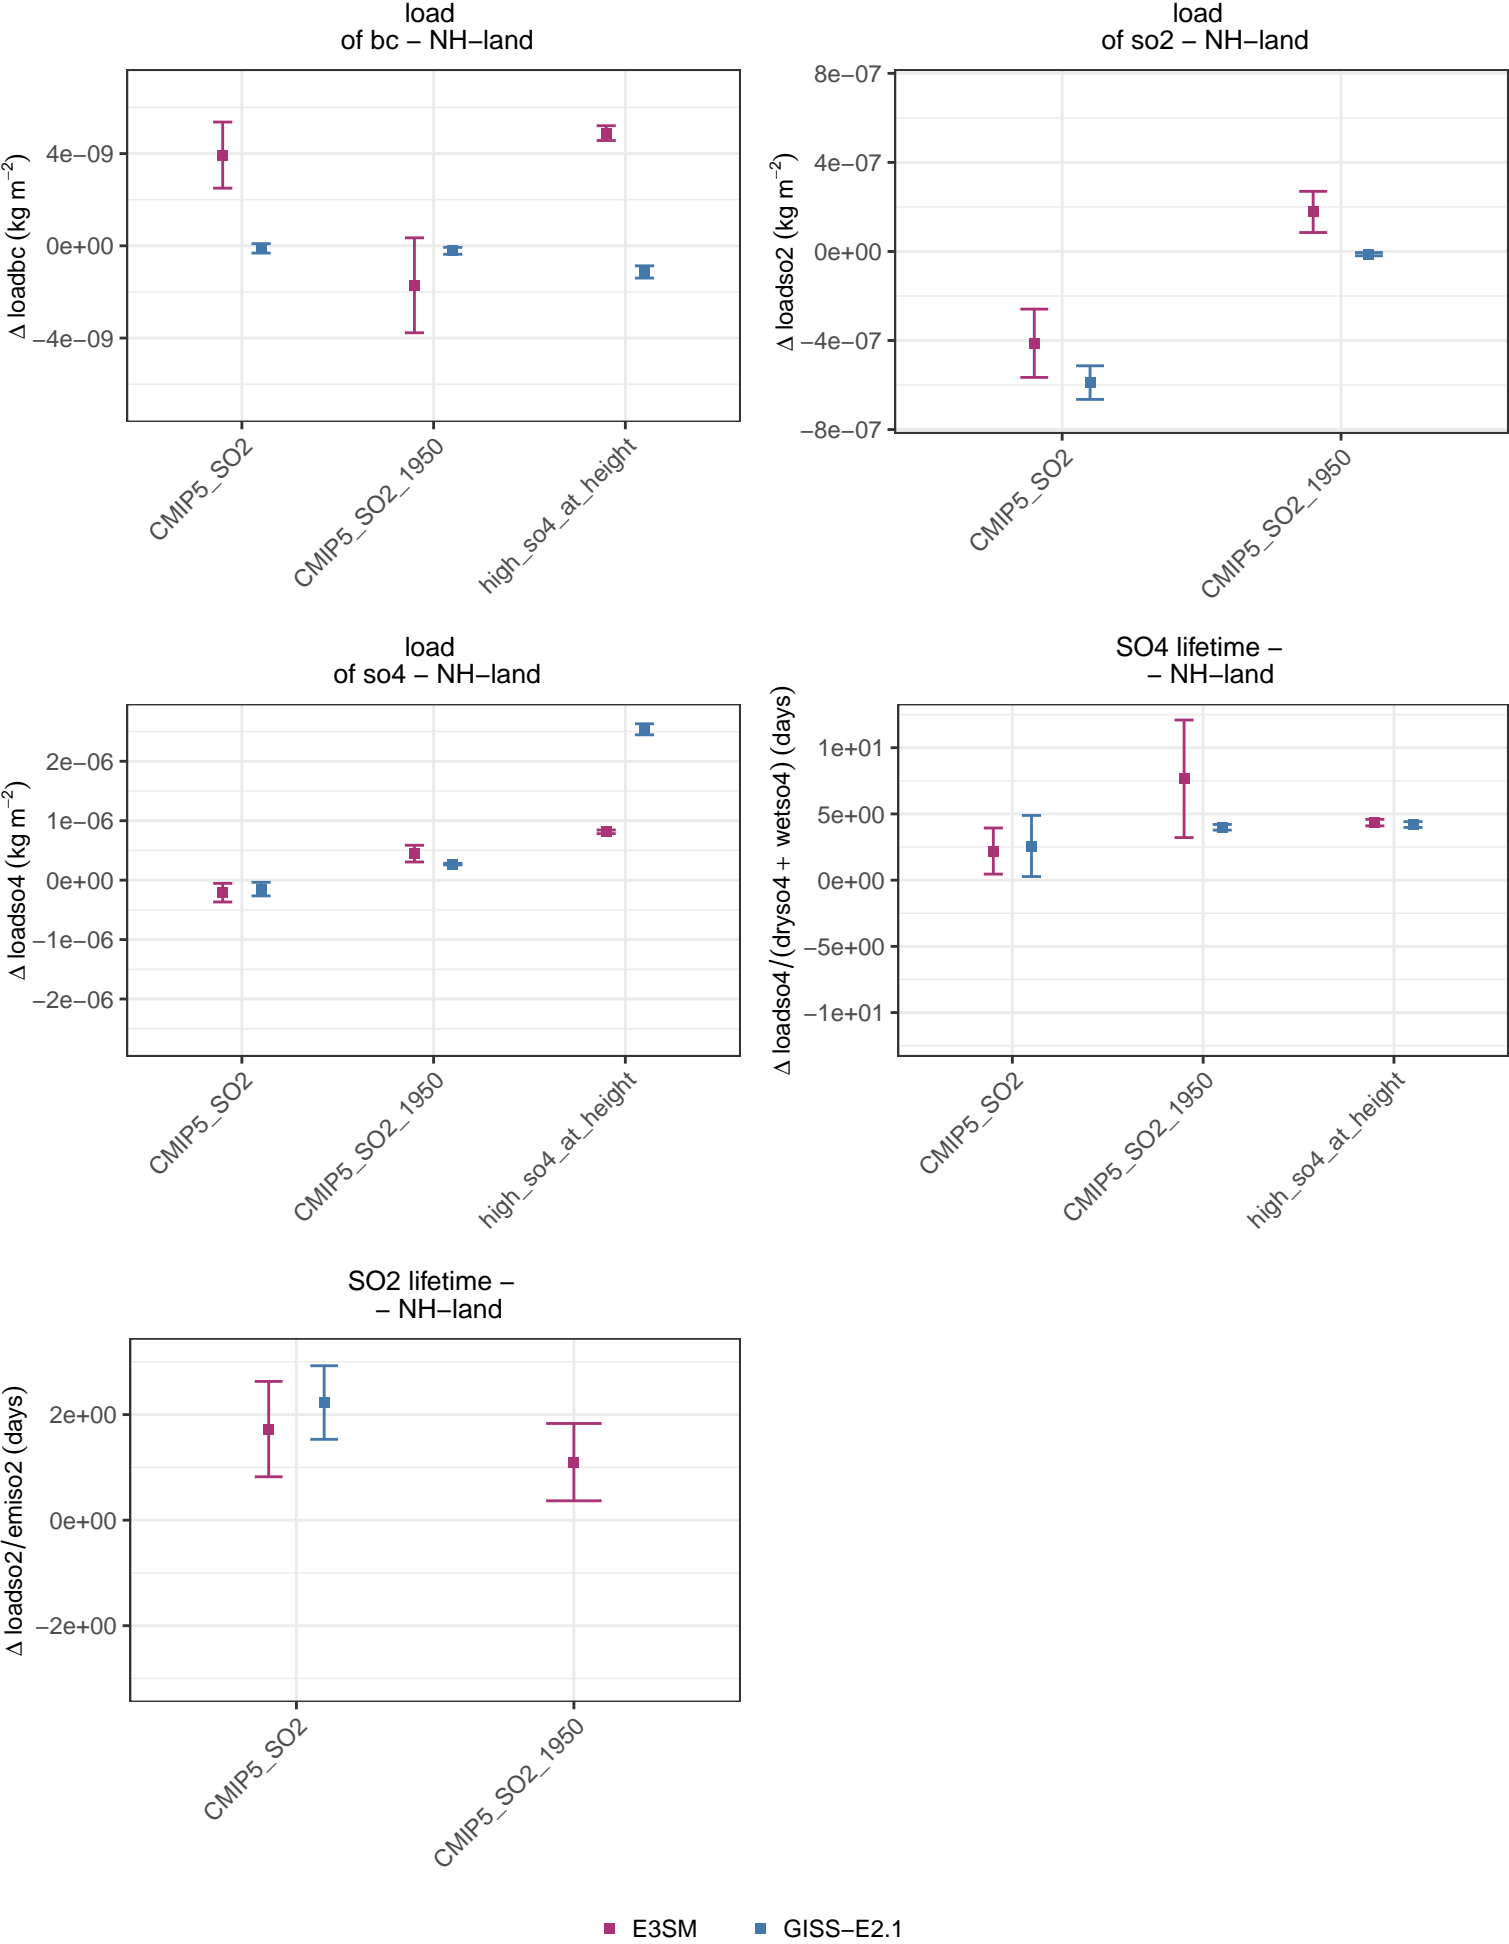 load
of bc − NH−land
Δ loadbc (kg m−2)
4e−09
0e+00
−4e−09
CMIP5_SO2
CMIP5_SO2_1950
high_so4_at_height
load
of so2 − NH−land
Δ loadso2 (kg m−2)
8e−07
4e−07
0e+00
−4e−07
−8e−07
CMIP5_SO2
CMIP5_SO2_1950
load
of so4 − NH−land
Δ loadso4 (kg m−2)
2e−06
1e−06
0e+00
−1e−06
−2e−06
CMIP5_SO2
CMIP5_SO2_1950
high_so4_at_height
SO4 lifetime −
− NH−land
Δ loadso4/(dryso4 + wetso4) (days)
1e+01
5e+00
0e+00
−5e+00
−1e+01
CMIP5_SO2
CMIP5_SO2_1950
high_so4_at_height
SO2 lifetime −
− NH−land
Δ loadso2/emiso2 (days)
2e+00
0e+00
−2e+00
CMIP5_SO2
CMIP5_SO2_1950
E3SM
GISS−E2.1